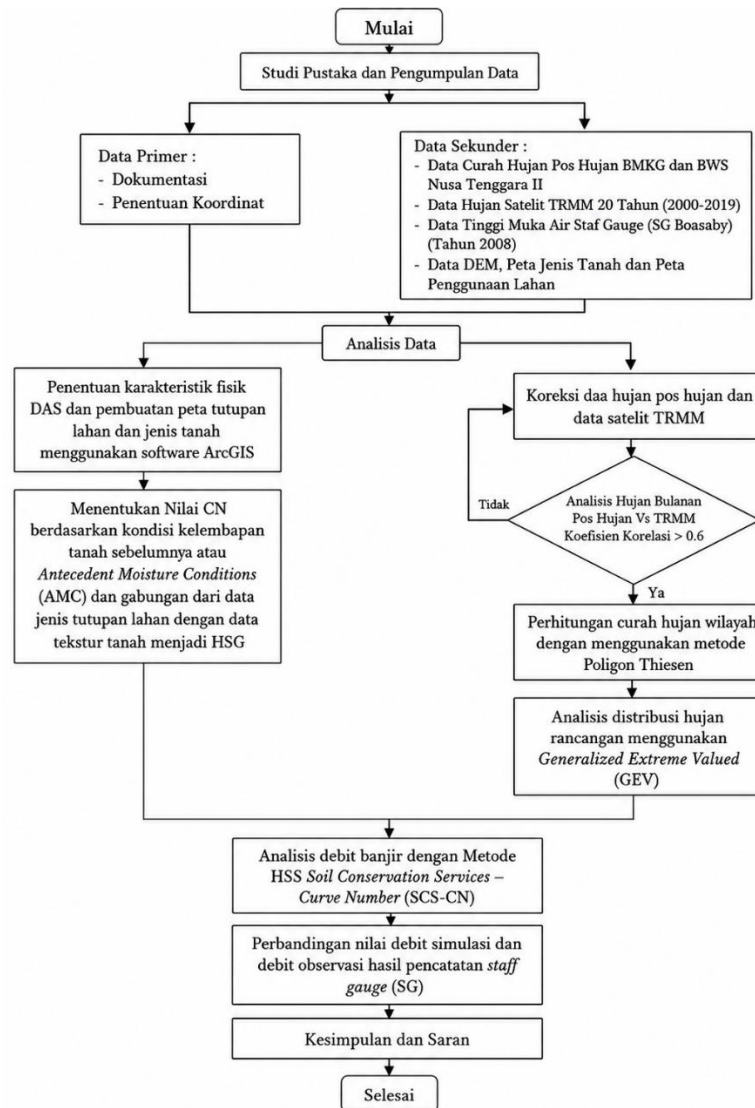 Mulai
Studi Pustaka dan Pengumpulan Data
Data Primer :
- Dokumentasi
- Penentuan Koordinat
Data Sekunder :
- Data Curah Hujan Pos Hujan BMKG dan BWS
Nusa Tenggara II
- Data Hujan Satelit TRMM 20 Tahun (2000-2019)
- Data Tinggi Muka Air Staf Gauge (SG Boasaby)
(Tahun 2008)
- Data DEM, Peta Jenis Tanah dan Peta
Penggunaan Lahan
Analisis Data
Penentuan karakteristik fisik
DAS dan pembuatan peta tutupan
lahan dan jenis tanah
menggunakan software ArcGIS
Menentukan Nilai CN
berdasarkan kondisi kelembapan
tanah sebelumnya atau
Antecedent Moisture Conditions
(AMC) dan gabungan dari data
jenis tutupan lahan dengan data
tekstur tanah menjadi HSG
Koreksi daa hujan pos hujan dan
data satelit TRMM
Tidak
Analisis Hujan Bulanan
Pos Hujan Vs TRMM
Koefisien Korelasi > 0.6
Ya
Perhitungan curah hujan wilayah
dengan menggunakan metode
Poligon Thiesen
Analisis distribusi hujan
rancangan menggunakan
Generalized Extreme Valued
(GEV)
Analisis debit banjir dengan Metode
HSS Soil Conservation Services –
Curve Number (SCS-CN)
Perbandingan nilai debit simulasi dan
debit observasi hasil pencatatan staff
gauge (SG)
Kesimpulan dan Saran
Selesai